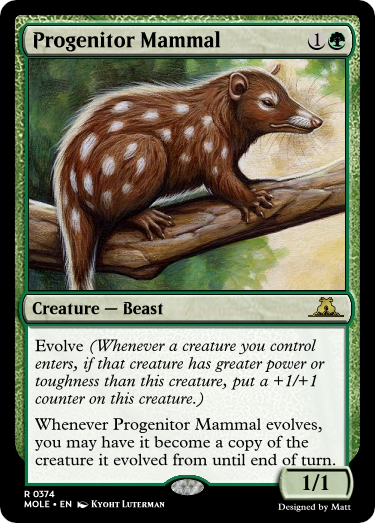 Progenitor Mammal 1
Creature — Beast
Evolve (Whenever a creature you control
enters, if that creature has greater power or
toughness than this creature, put a +1/+1
counter on this creature.)
Whenever Progenitor Mammal evolves,
you may have it become a copy of the
creature it evolved from until end of turn.
1/1
R 0374
MOLE • EN Kyoht Luterman
Designed by Matt